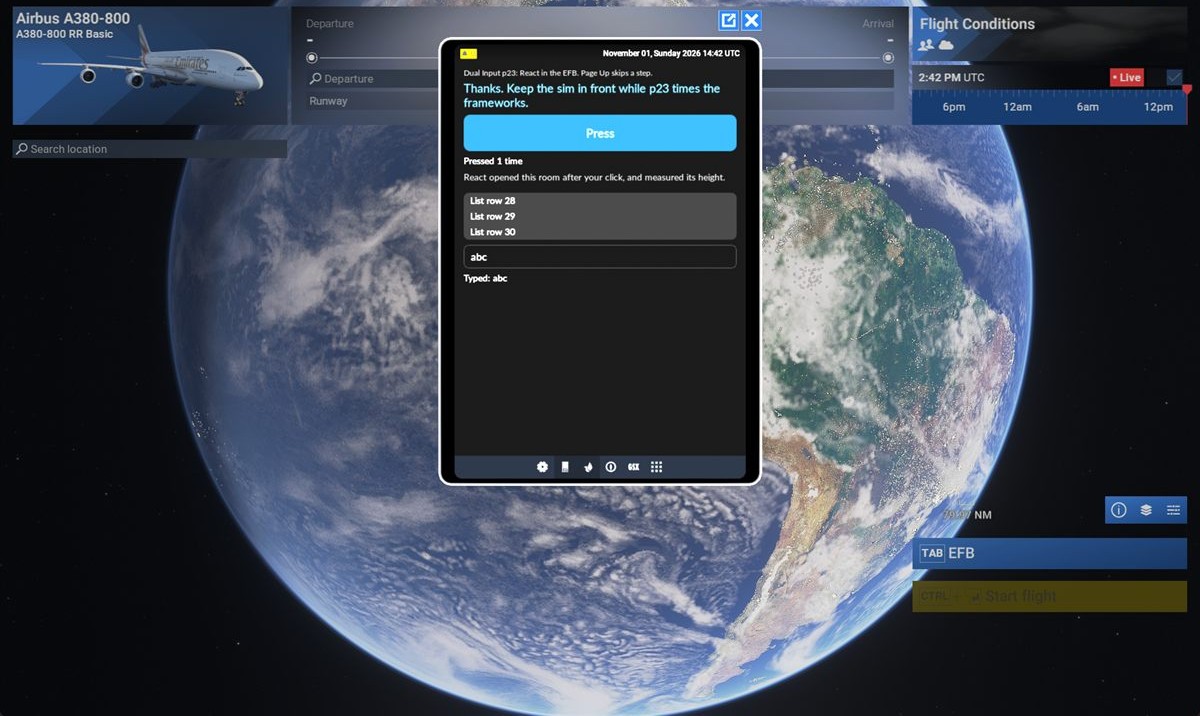 Airbus A380-800
A380-800 RR Basic
Emirates
Departure
Arrival
-
-
Departure
Runway
Search location
Flight Conditions
2:42 PM UTC
• Live
6pm
12am
6am
12pm
A
November 01, Sunday 2026 14:42 UTC
Dual Input p23: React in the EFB. Page Up skips a step.
Thanks. Keep the sim in front while p23 times the
frameworks.
Press
Pressed 1 time
React opened this room after your click, and measured its height.
List row 28
List row 29
List row 30
abc
Typed: abc
GSX
NM
TAB EFB
CTRL + Start flight